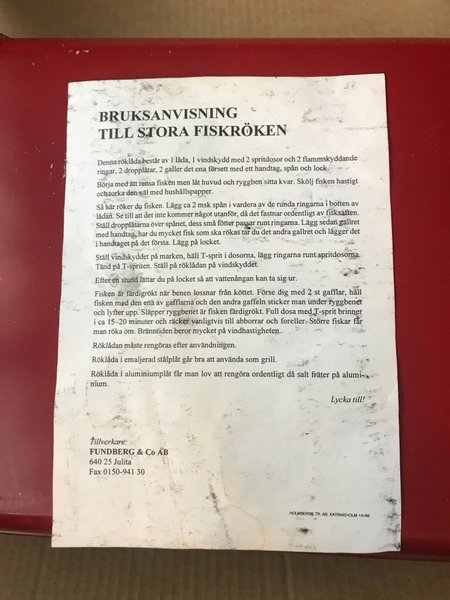 BRUKSANVISNING
TILL STORA FISKRÖKEN
Denna röklåda består av 1 låda, 1 vindskydd med 2 spritdosor och 2 flammskyddande
ringar, 2 dropplåtar, 2 galler det ena försett med ett handtag, spån och lock.
Börja med att rensa fisken men låt huvud och ryggben sitta kvar. Skölj fisken hastigt
och torka den väl med hushållspapper.
Så här röker du fisken. Lägg ca 2 msk spån i vardera av de runda ringarna i botten av
lådan. Se till att det inte kommer något utanför, då det fastnar ordentligt av fisksaften.
Ställ dropplåtarna över spånet, dess små fötter passar runt ringarna. Lägg sedan gallret
med handtag, har du mycket fisk som ska rökas tar du det andra gallret och lägger det
i handtaget på det första. Lägg på locket.
Ställ vindskyddet på marken, häll T-sprit i dosorna, lägg ringarna runt spritdosorna.
Tänd på T-spriten. Ställ på röklådan på vindskyddet.
Efter en stund lättar du på locket så att vattenångan kan ta sig ur.
Fisken är färdigrökt när benen lossnar från köttet. Förse dig med 2 st gafflar, håll
fisken med den ena av gafflarna och den andra gaffeln sticker man under ryggbenet
och lyfter upp. Släpper ryggbenet är fisken färdigrökt. Full dosa med T-sprit brinner
i ca 15–20 minuter och räcker vanligtvis till abborrar och foreller. Större fiskar får
man röka om. Bränntiden beror mycket på vindhastigheten.
Röklådan måste rengöras efter användningen.
Röklåda i emaljerad stålplåt går bra att använda som grill.
Röklåda i aluminiumplåt får man lov att rengöra ordentligt då salt fräter på alumi-
nium.
Lycka till!
Tillverkare:
FUNDBERG & Co AB
640 25 Julita
Fax 0150-941 30
HOLMBERGS TR. AB, KATRINEHOLM